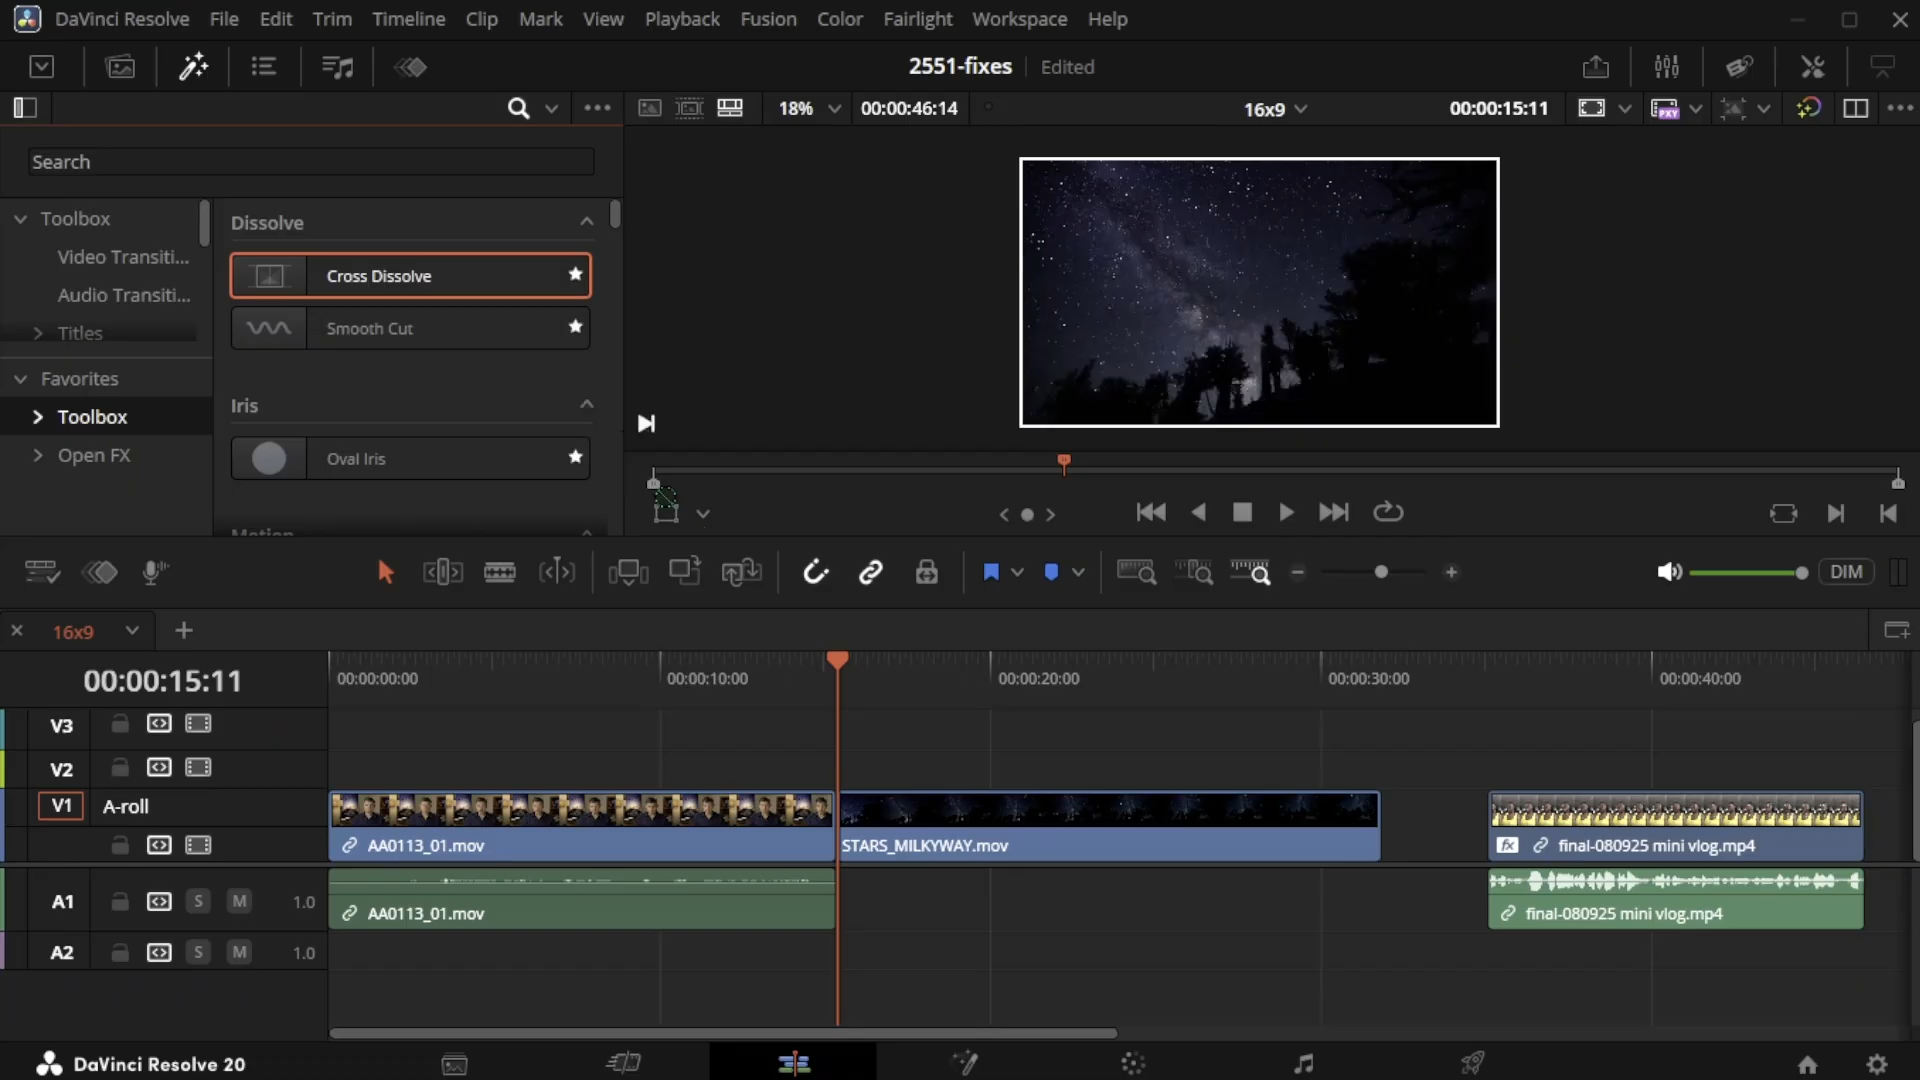 DaVinci Resolve File Edit Trim Timeline Clip Mark View Playback Fusion Color Fairlight Workspace Help
2551-fixes Edited
18% 00:00:46:14 16x9 00:00:15:11 PXY
Search
Toolbox
Video Transiti...
Audio Transiti...
Titles
Favorites
Toolbox
Open FX
Dissolve
Cross Dissolve
Smooth Cut
Iris
Oval Iris
Motion
DIM
16x9
00:00:15:11
00:00:00:00 00:00:10:00 00:00:20:00 00:00:30:00 00:00:40:00
V3
V2
V1 A-roll
AA0113_01.mov STARS_MILKYWAY.mov fx final-080925 mini vlog.mp4
A1 S M 1.0
AA0113_01.mov final-080925 mini vlog.mp4
A2 S M 1.0
DaVinci Resolve 20